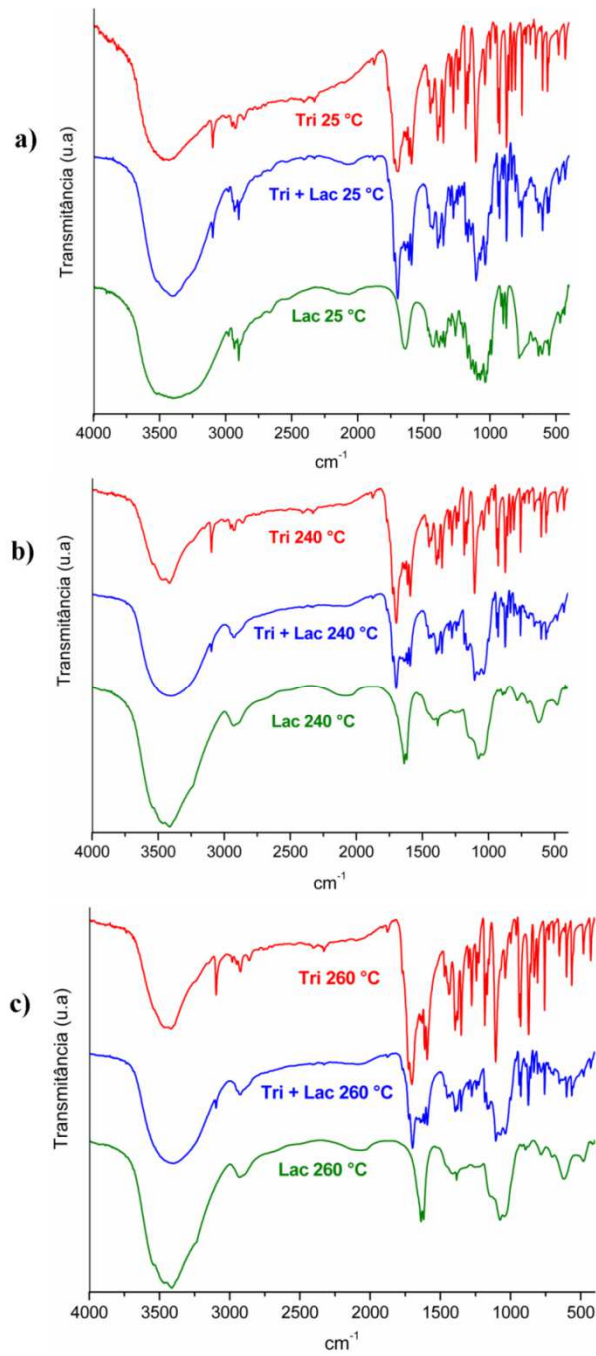 a)
Transmitância (u.a)
Tri 25 °C
Tri + Lac 25 °C
Lac 25 °C
4000 3500 3000 2500 2000 1500 1000 500
cm⁻¹
b)
Transmitância (u.a)
Tri 240 °C
Tri + Lac 240 °C
Lac 240 °C
4000 3500 3000 2500 2000 1500 1000 500
cm⁻¹
c)
Transmitância (u.a)
Tri 260 °C
Tri + Lac 260 °C
Lac 260 °C
4000 3500 3000 2500 2000 1500 1000 500
cm⁻¹